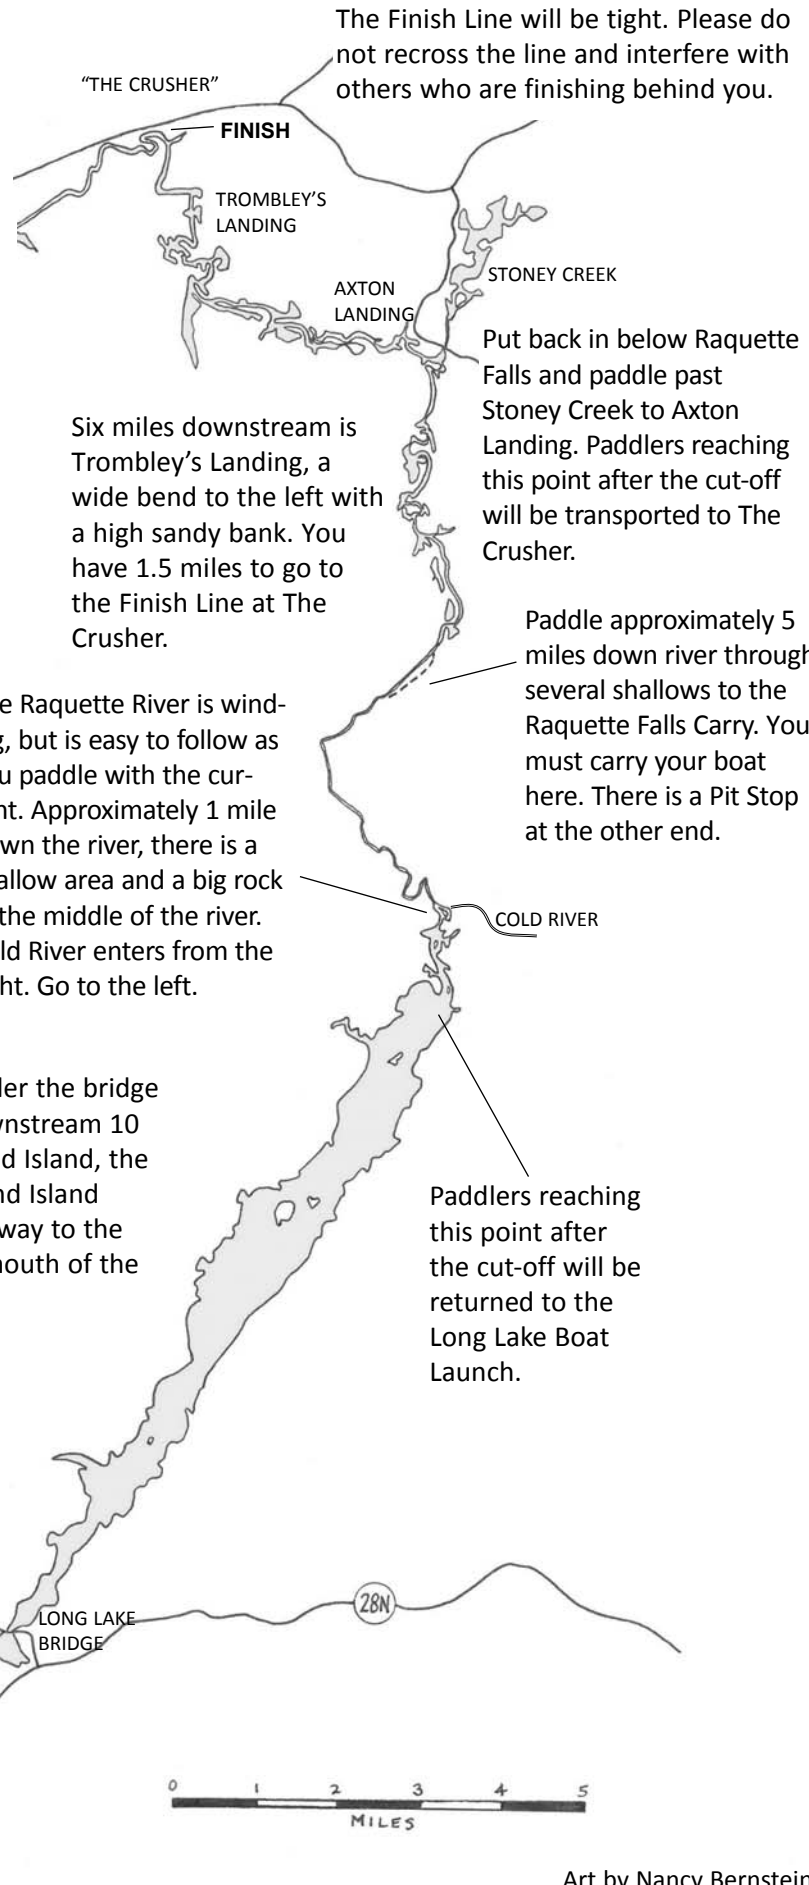 The Finish Line will be tight. Please do
not recross the line and interfere with
others who are finishing behind you.
“THE CRUSHER”
FINISH
TROMBLEY’S
LANDING
AXTON
LANDING
STONEY CREEK
Put back in below Raquette
Falls and paddle past
Stoney Creek to Axton
Landing. Paddlers reaching
this point after the cut-off
will be transported to The
Crusher.
Six miles downstream is
Trombley’s Landing, a
wide bend to the left with
a high sandy bank. You
have 1.5 miles to go to
the Finish Line at The
Crusher.
Paddle approximately 5
miles down river through
several shallows to the
Raquette Falls Carry. You
must carry your boat
here. There is a Pit Stop
at the other end.
e Raquette River is wind-
g, but is easy to follow as
u paddle with the cur-
nt. Approximately 1 mile
wn the river, there is a
allow area and a big rock
the middle of the river.
ld River enters from the
ht. Go to the left.
COLD RIVER
der the bridge
wnstream 10
d Island, the
nd Island
way to the
outh of the
Paddlers reaching
this point after
the cut-off will be
returned to the
Long Lake Boat
Launch.
28N
LONG LAKE
BRIDGE
0 1 2 3 4 5
MILES
Art by Nancy Bernstein